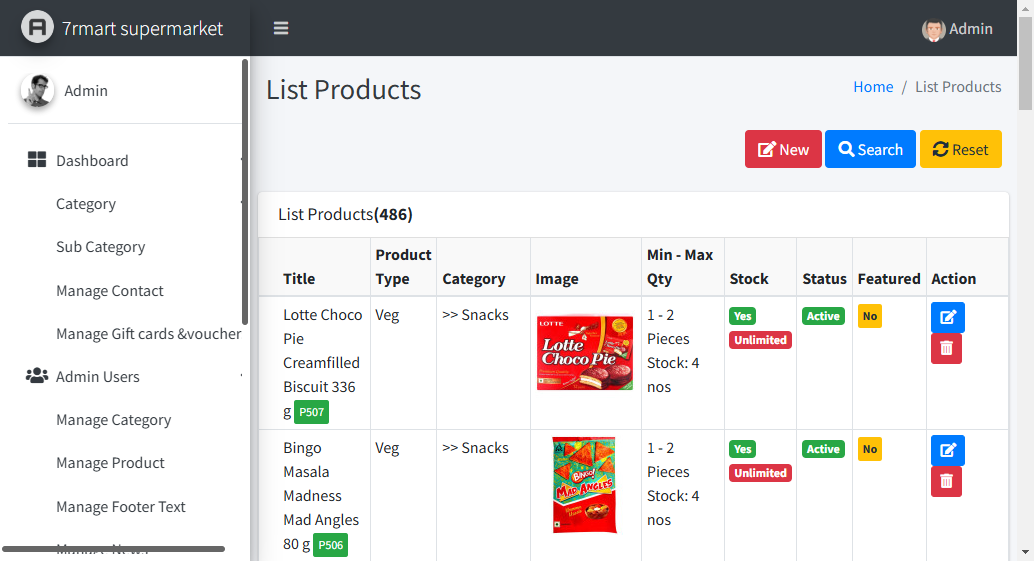 7rmart supermarket
Admin
Admin
Dashboard
Category
Sub Category
Manage Contact
Manage Gift cards &voucher
Admin Users
Manage Category
Manage Product
Manage Footer Text
Manage News
List Products
Home / List Products
New
Search
Reset
List Products(486)
Title
Product
Type
Category
Image
Min - Max
Qty
Stock
Status
Featured
Action
Lotte Choco
Pie
Creamfilled
Biscuit 336
g P507
Veg
>> Snacks
LOTTE
Lotte
Choco Pie
1 - 2
Pieces
Stock: 4
nos
Yes
Unlimited
Active
No
Bingo
Masala
Madness
Mad Angles
80 g P506
Veg
>> Snacks
Bingo!
MAD ANGLES
1 - 2
Pieces
Stock: 4
nos
Yes
Unlimited
Active
No